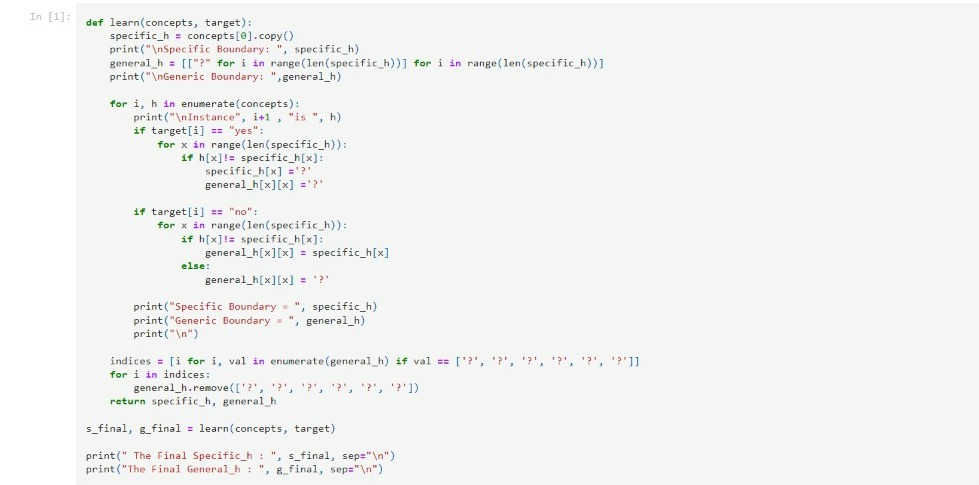 In [1]:
def learn(concepts, target):
    specific_h = concepts[0].copy()
    print("\nSpecific Boundary: ", specific_h)
    general_h = [["?" for i in range(len(specific_h))] for i in range(len(specific_h))]
    print("\nGeneric Boundary: ",general_h)

    for i, h in enumerate(concepts):
        print("\nInstance", i+1 , "is ", h)
        if target[i] == "yes":
            for x in range(len(specific_h)):
                if h[x]!= specific_h[x]:
                    specific_h[x] ='?'
                    general_h[x][x] ='?'

        if target[i] == "no":
            for x in range(len(specific_h)):
                if h[x]!= specific_h[x]:
                    general_h[x][x] = specific_h[x]
                else:
                    general_h[x][x] = '?'

        print("Specific Boundary = ", specific_h)
        print("Generic Boundary = ", general_h)
        print("\n")

    indices = [i for i, val in enumerate(general_h) if val == ['?', '?', '?', '?', '?', '?']]
    for i in indices:
        general_h.remove(['?', '?', '?', '?', '?', '?'])
    return specific_h, general_h

s_final, g_final = learn(concepts, target)

print(" The Final Specific_h : ", s_final, sep="\n")
print("The Final General_h : ", g_final, sep="\n")